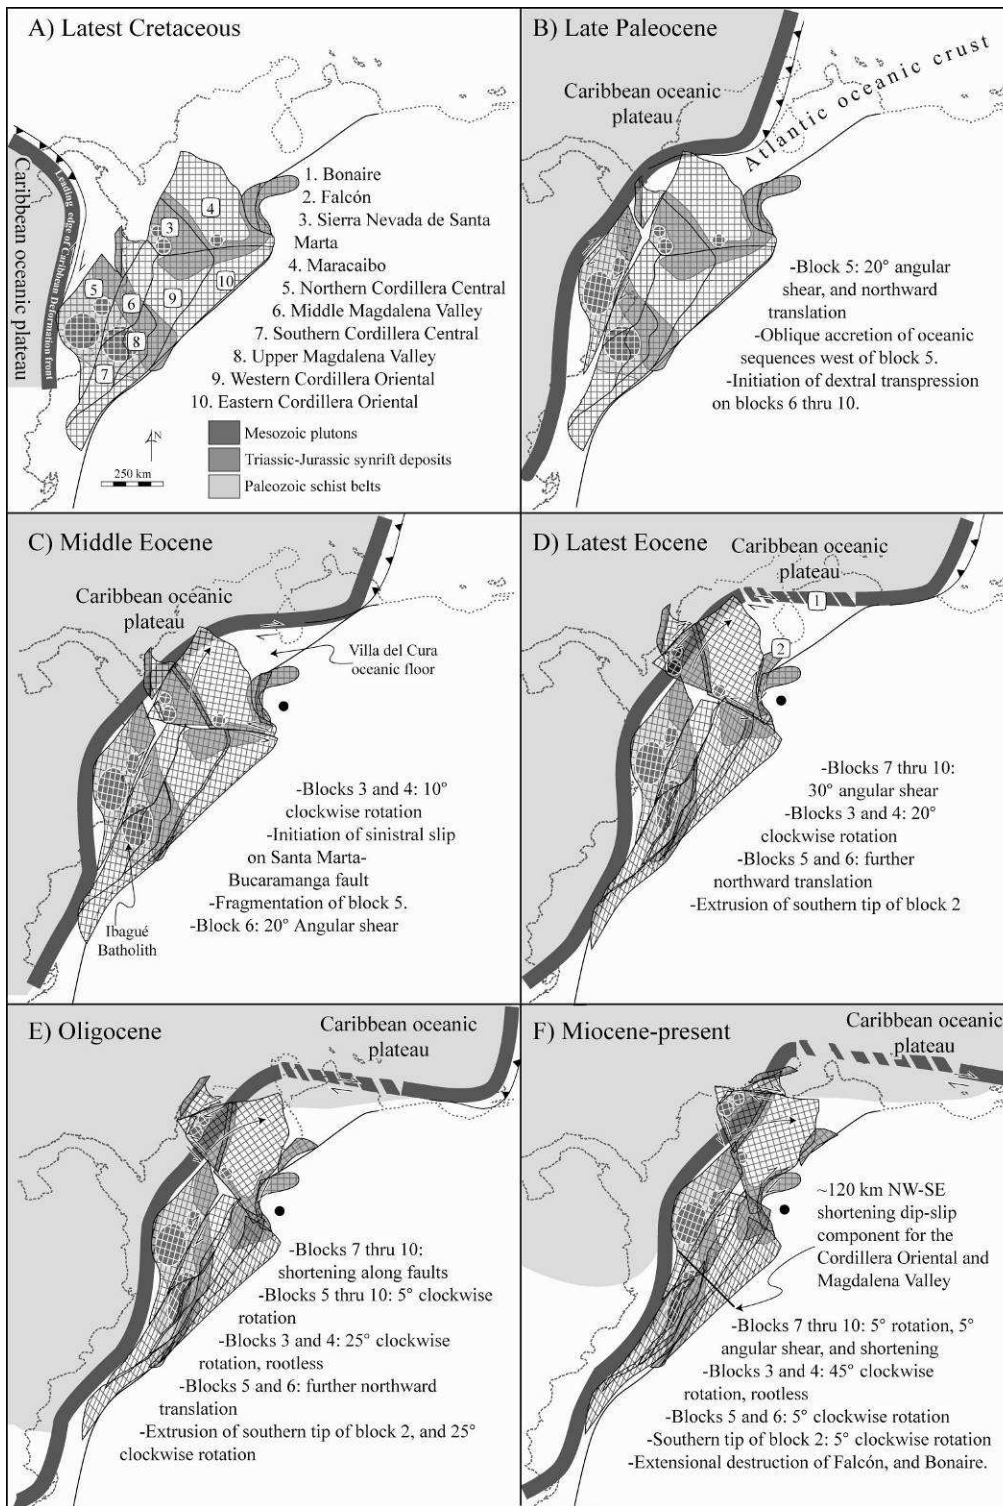 A) Latest Cretaceous
Caribbean oceanic plateau
Leading edge of Caribbean Deformation front
4
3
10
9
5
6
8
7
1. Bonaire
2. Falcón
3. Sierra Nevada de Santa
Marta
4. Maracaibo
5. Northern Cordillera Central
6. Middle Magdalena Valley
7. Southern Cordillera Central
8. Upper Magdalena Valley
9. Western Cordillera Oriental
10. Eastern Cordillera Oriental
Mesozoic plutons
Triassic-Jurassic synrift deposits
Paleozoic schist belts
N
250 km
B) Late Paleocene
Caribbean oceanic
plateau
Atlantic oceanic crust
-Block 5: 20° angular
shear, and northward
translation
-Oblique accretion of oceanic
sequences west of block 5.
-Initiation of dextral transpression
on blocks 6 thru 10.
C) Middle Eocene
Caribbean oceanic
plateau
Villa del Cura
oceanic floor
-Blocks 3 and 4: 10°
clockwise rotation
-Initiation of sinistral slip
on Santa Marta-
Bucaramanga fault
-Fragmentation of block 5.
-Block 6: 20° Angular shear
Ibagué
Batholith
D) Latest Eocene
Caribbean oceanic
plateau
1
2
-Blocks 7 thru 10:
30° angular shear
-Blocks 3 and 4: 20°
clockwise rotation
-Blocks 5 and 6: further
northward translation
-Extrusion of southern tip of block 2
E) Oligocene
Caribbean oceanic
plateau
-Blocks 7 thru 10:
shortening along faults
-Blocks 5 thru 10: 5° clockwise
rotation
-Blocks 3 and 4: 25° clockwise
rotation, rootless
-Blocks 5 and 6: further northward
translation
-Extrusion of southern tip of block 2, and 25°
clockwise rotation
F) Miocene-present
Caribbean oceanic
plateau
~120 km NW-SE
shortening dip-slip
component for the
Cordillera Oriental and
Magdalena Valley
-Blocks 7 thru 10: 5° rotation, 5°
angular shear, and shortening
-Blocks 3 and 4: 45° clockwise
rotation, rootless
-Blocks 5 and 6: 5° clockwise rotation
-Southern tip of block 2: 5° clockwise rotation
-Extensional destruction of Falcón, and Bonaire.